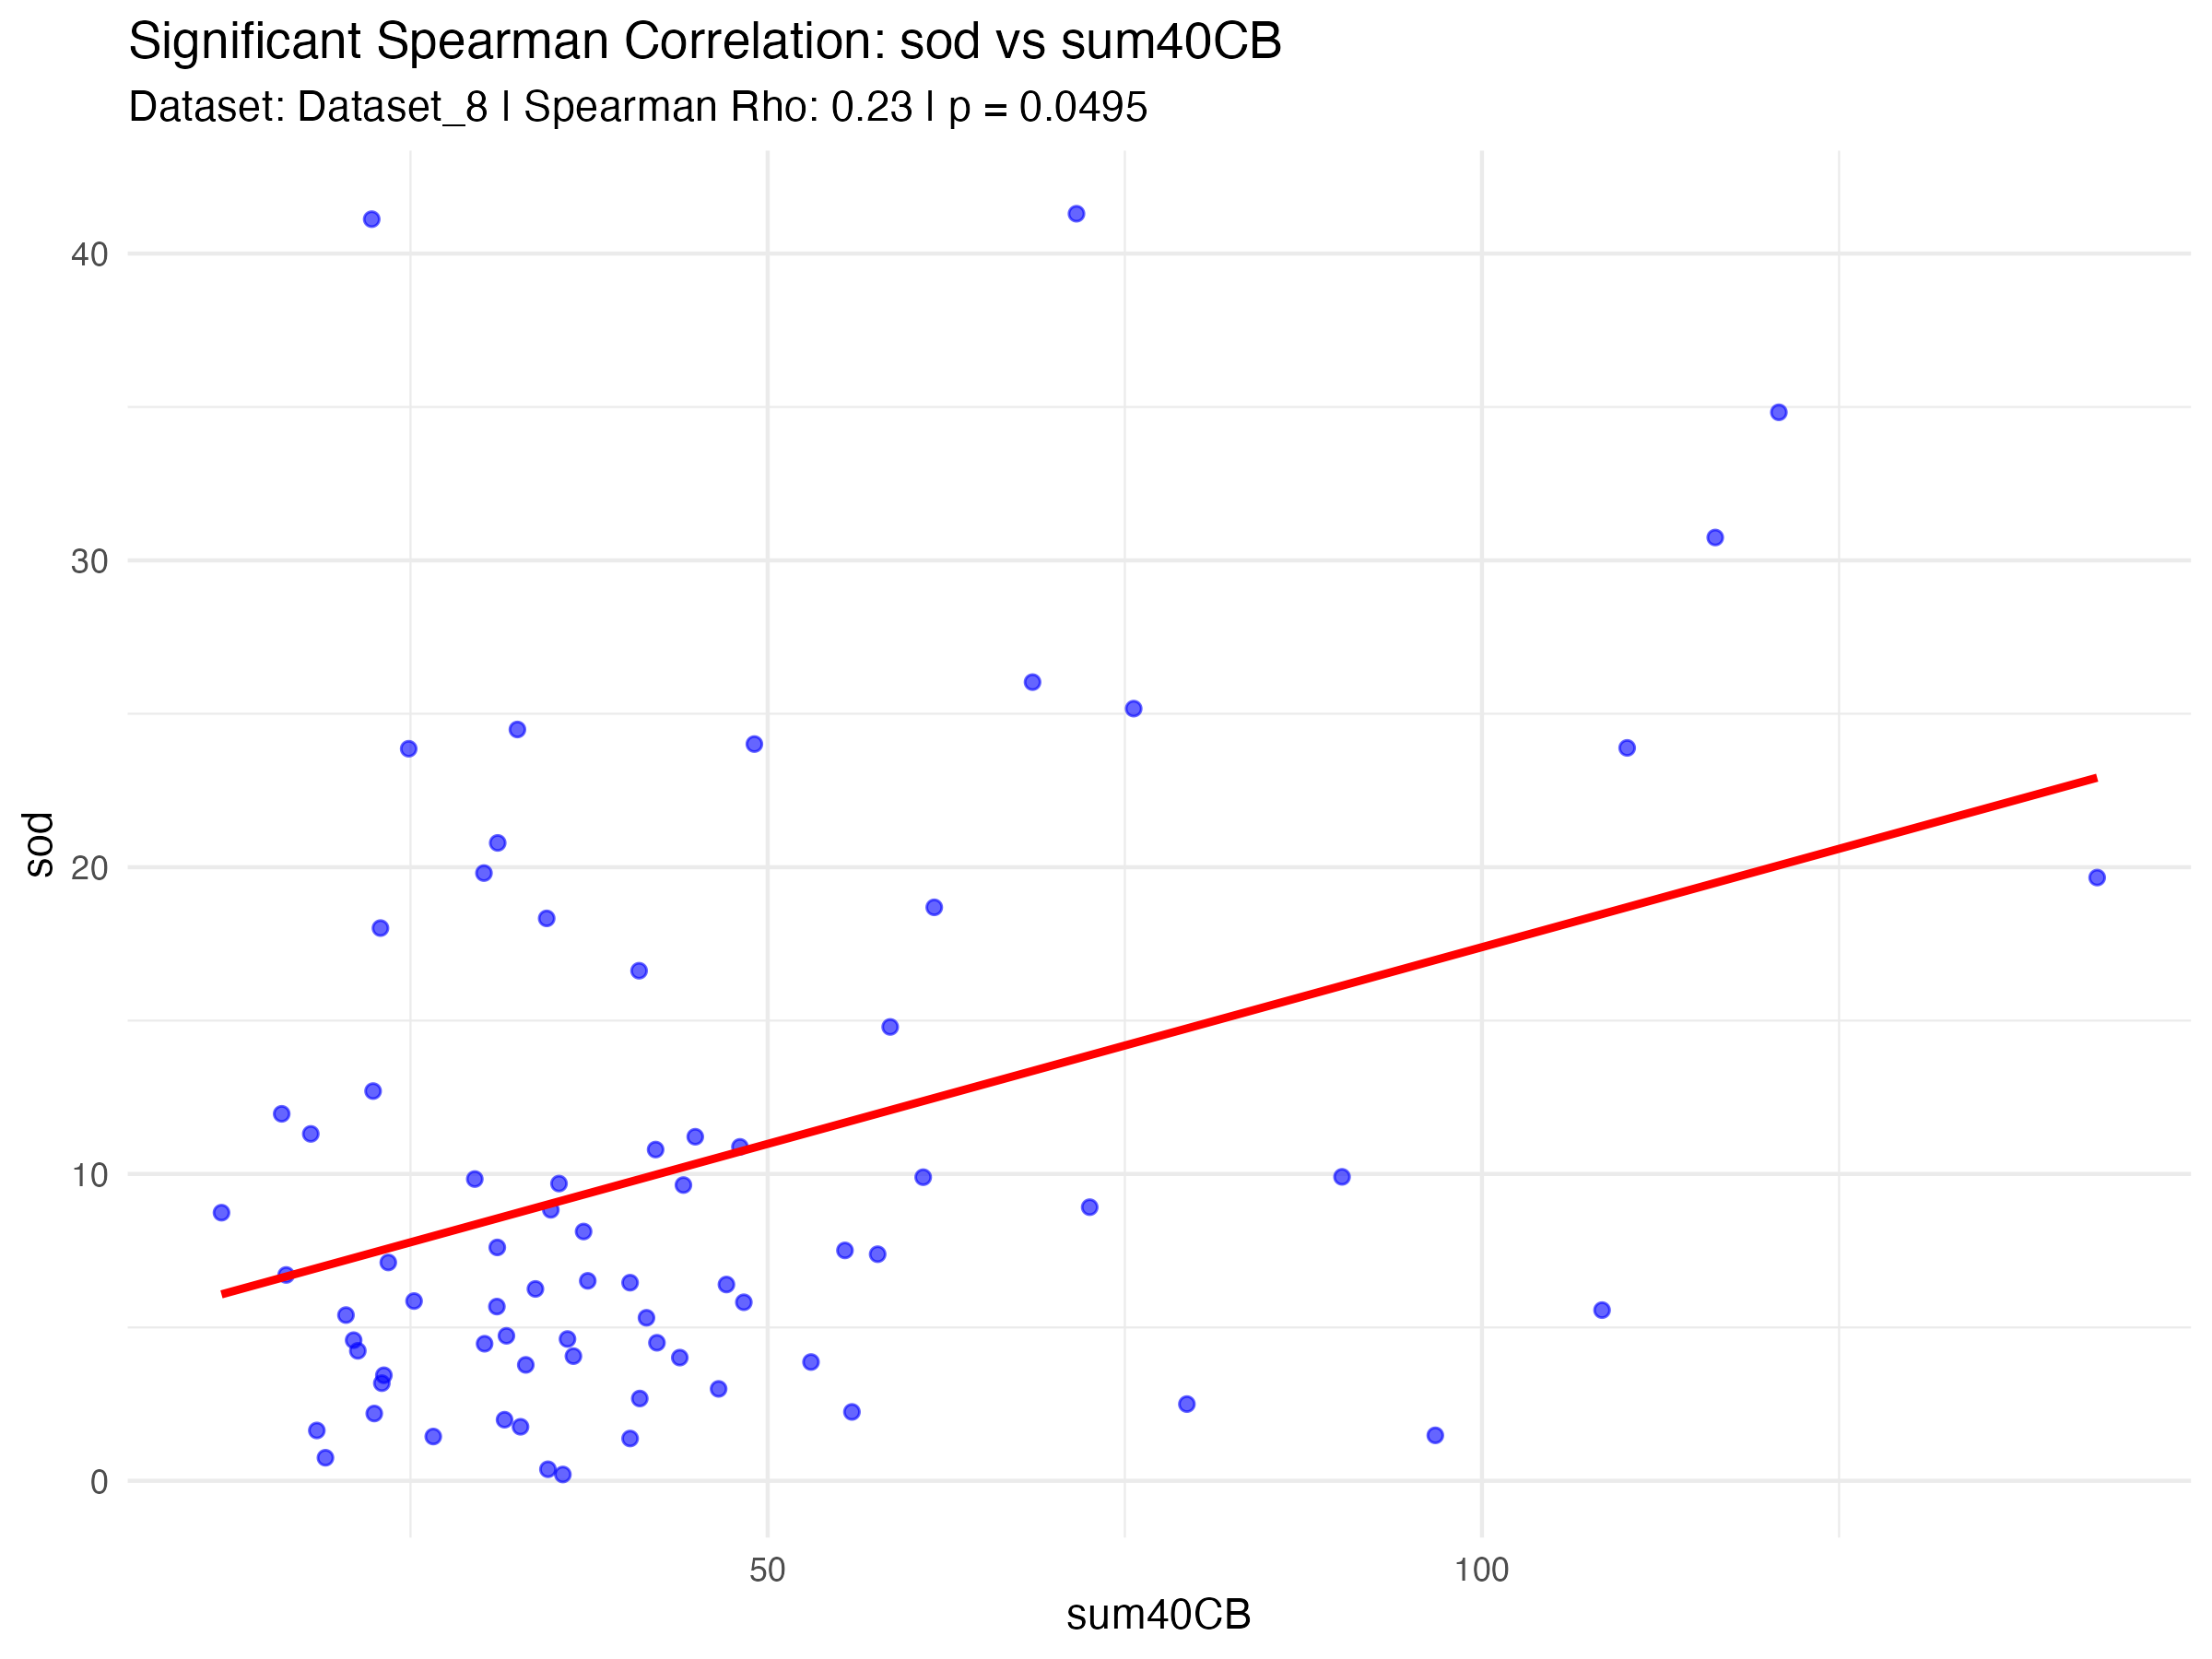 Significant Spearman Correlation: sod vs sum40CB
Dataset: Dataset_8 | Spearman Rho: 0.23 | p = 0.0495
40
30
20
10
0
sod
50
100
sum40CB